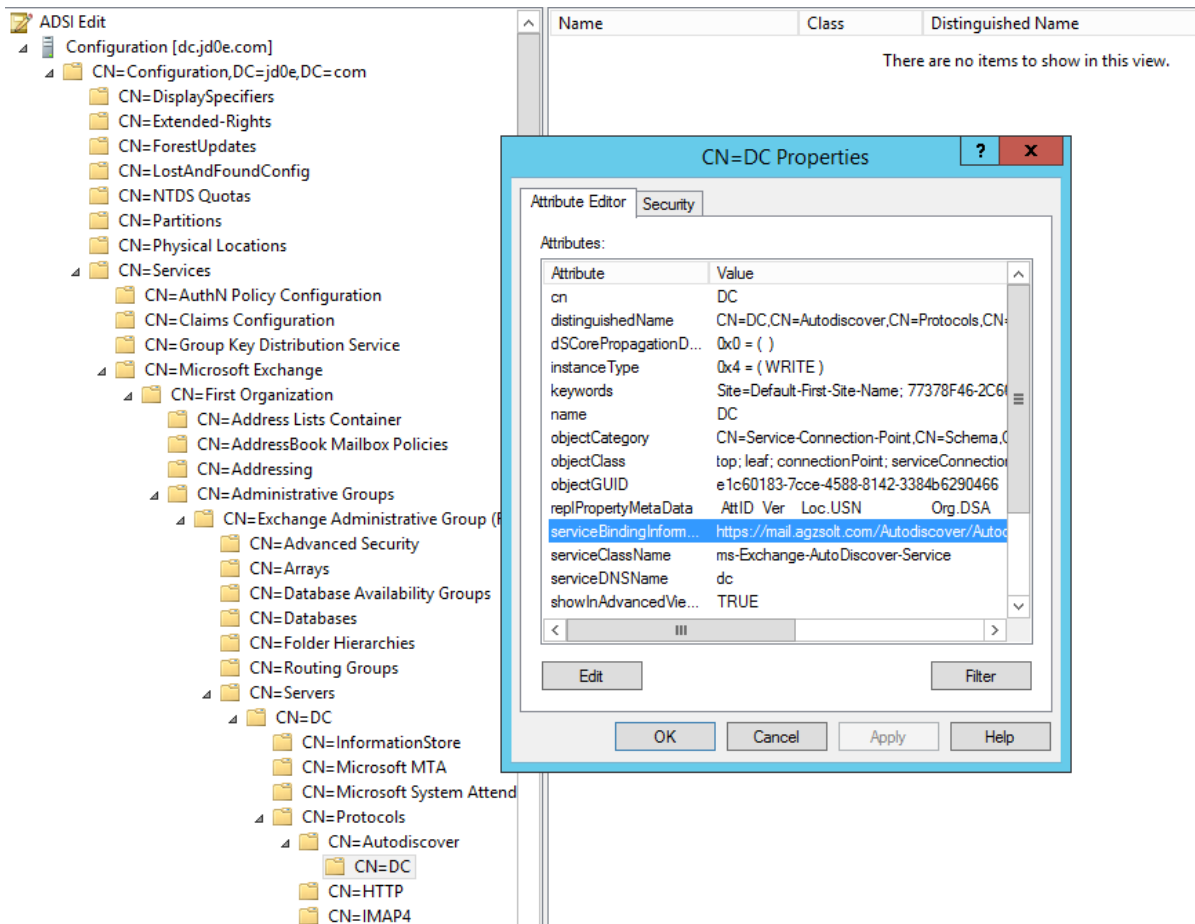 ADSI Edit
Configuration [dc.jd0e.com]
CN=Configuration,DC=jd0e,DC=com
CN=DisplaySpecifiers
CN=Extended-Rights
CN=ForestUpdates
CN=LostAndFoundConfig
CN=NTDS Quotas
CN=Partitions
CN=Physical Locations
CN=Services
CN=AuthN Policy Configuration
CN=Claims Configuration
CN=Group Key Distribution Service
CN=Microsoft Exchange
CN=First Organization
CN=Address Lists Container
CN=AddressBook Mailbox Policies
CN=Addressing
CN=Administrative Groups
CN=Exchange Administrative Group (F
CN=Advanced Security
CN=Arrays
CN=Database Availability Groups
CN=Databases
CN=Folder Hierarchies
CN=Routing Groups
CN=Servers
CN=DC
CN=InformationStore
CN=Microsoft MTA
CN=Microsoft System Attend
CN=Protocols
CN=Autodiscover
CN=DC
CN=HTTP
CN=IMAP4
Name Class Distinguished Name
There are no items to show in this view.
CN=DC Properties ? x
Attribute Editor Security
Attributes:
Attribute Value
cn DC
distinguishedName CN=DC,CN=Autodiscover,CN=Protocols,CN=
dSCorePropagationD... 0x0 = ( )
instanceType 0x4 = ( WRITE )
keywords Site=Default-First-Site-Name; 77378F46-2C6
name DC
objectCategory CN=Service-Connection-Point,CN=Schema,C
objectClass top; leaf; connectionPoint; serviceConnection
objectGUID e1c60183-7cce-4588-8142-3384b6290466
replPropertyMetaData AttID Ver Loc.USN Org.DSA
serviceBindingInform... https://mail.agzsolt.com/Autodiscover/Autod
serviceClassName ms-Exchange-AutoDiscover-Service
serviceDNSName dc
showInAdvancedVie... TRUE
Edit Filter
OK Cancel Apply Help